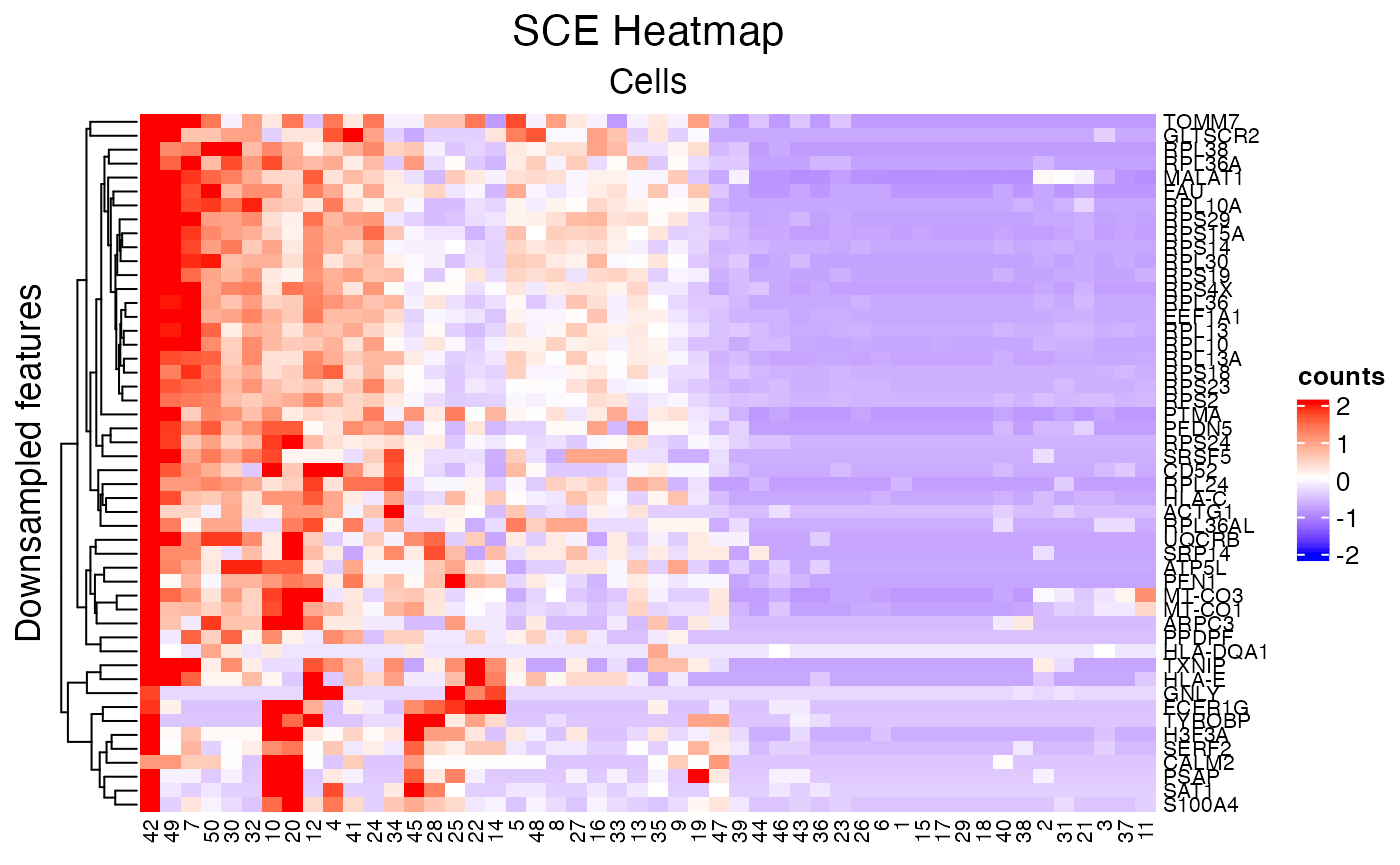 SCE Heatmap
Cells
Downsampled features
TOMM7
GLTSCR2
RPL38
RPL36A
MALAT1
FAU
RPL10A
RPS29
RPS15A
RPS14
RPL30
RPS19
RPS4X
RPL36
EEF1A1
RPL13
RPL10
RPL13A
RPS18
RPS23
RPS2
PTMA
PFDN5
RPS24
SRSF5
CD52
RPL24
HLA-C
ACTG1
RPL36AL
UQCRB
SRP14
ATP5L
PFN1
MT-CO3
MT-CO1
ARPC3
PPDPF
HLA-DQA1
TXNIP
HLA-E
GNLY
FCER1G
TYROBP
H3F3A
SERF2
CALM2
PSAP
SAT1
S100A4
counts
2
1
0
-1
-2
42 49 7 50 30 32 10 20 12 4 41 24 34 45 28 25 22 14 5 48 8 27 16 33 13 35 9 19 47 39 44 46 43 36 23 26 6 1 15 17 29 18 40 38 2 31 21 3 37 11